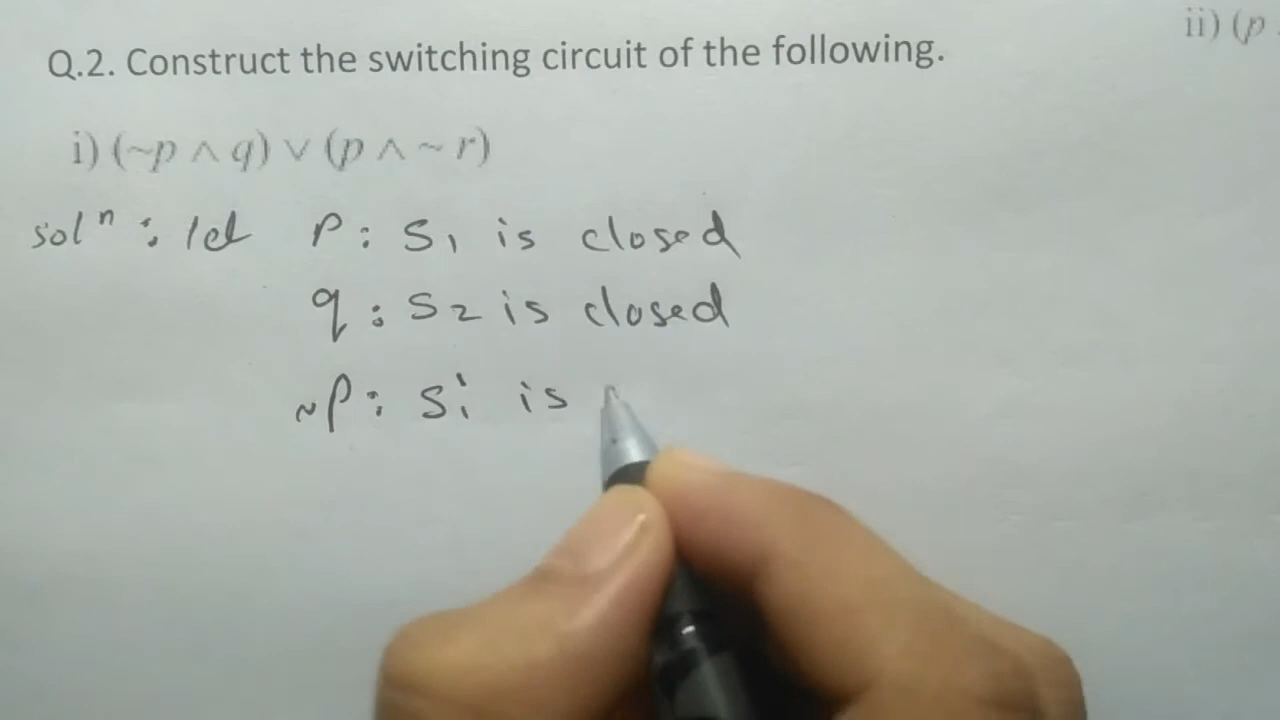 ii) (p
Q.2. Construct the switching circuit of the following.
i) (~p ∧ q) ∨ (p ∧ ~ r)
solⁿ : let p : S₁ is closed
q : S₂ is closed
~p : S₁' is